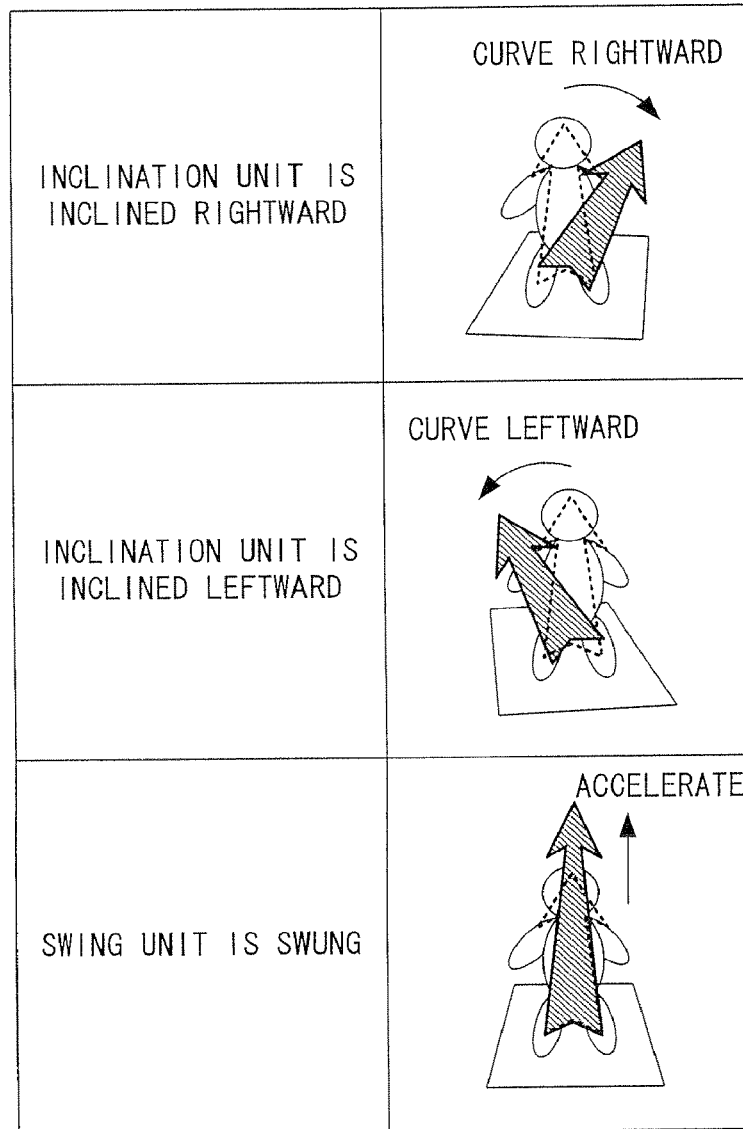 CURVE RIGHTWARD
INCLINATION UNIT IS
INCLINED RIGHTWARD
CURVE LEFTWARD
INCLINATION UNIT IS
INCLINED LEFTWARD
ACCELERATE
SWING UNIT IS SWUNG